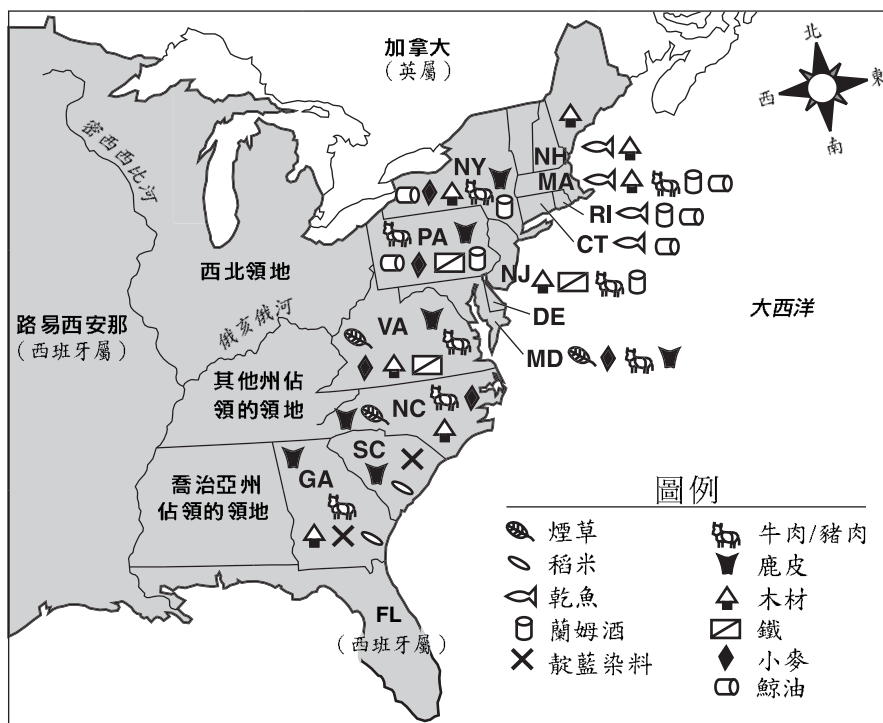 加拿大
（英屬）
北
東
西
南
密西西比河
NY
NH
MA
RI
CT
PA
NJ
西北領地
大西洋
DE
俄亥俄河
路易西安那
（西班牙屬）
VA
MD
其他州佔
領的領地
NC
SC
GA
喬治亞州
佔領的領地
FL
（西班牙屬）
圖例
煙草
稻米
乾魚
蘭姆酒
靛藍染料
牛肉/豬肉
鹿皮
木材
鐵
小麥
鯨油